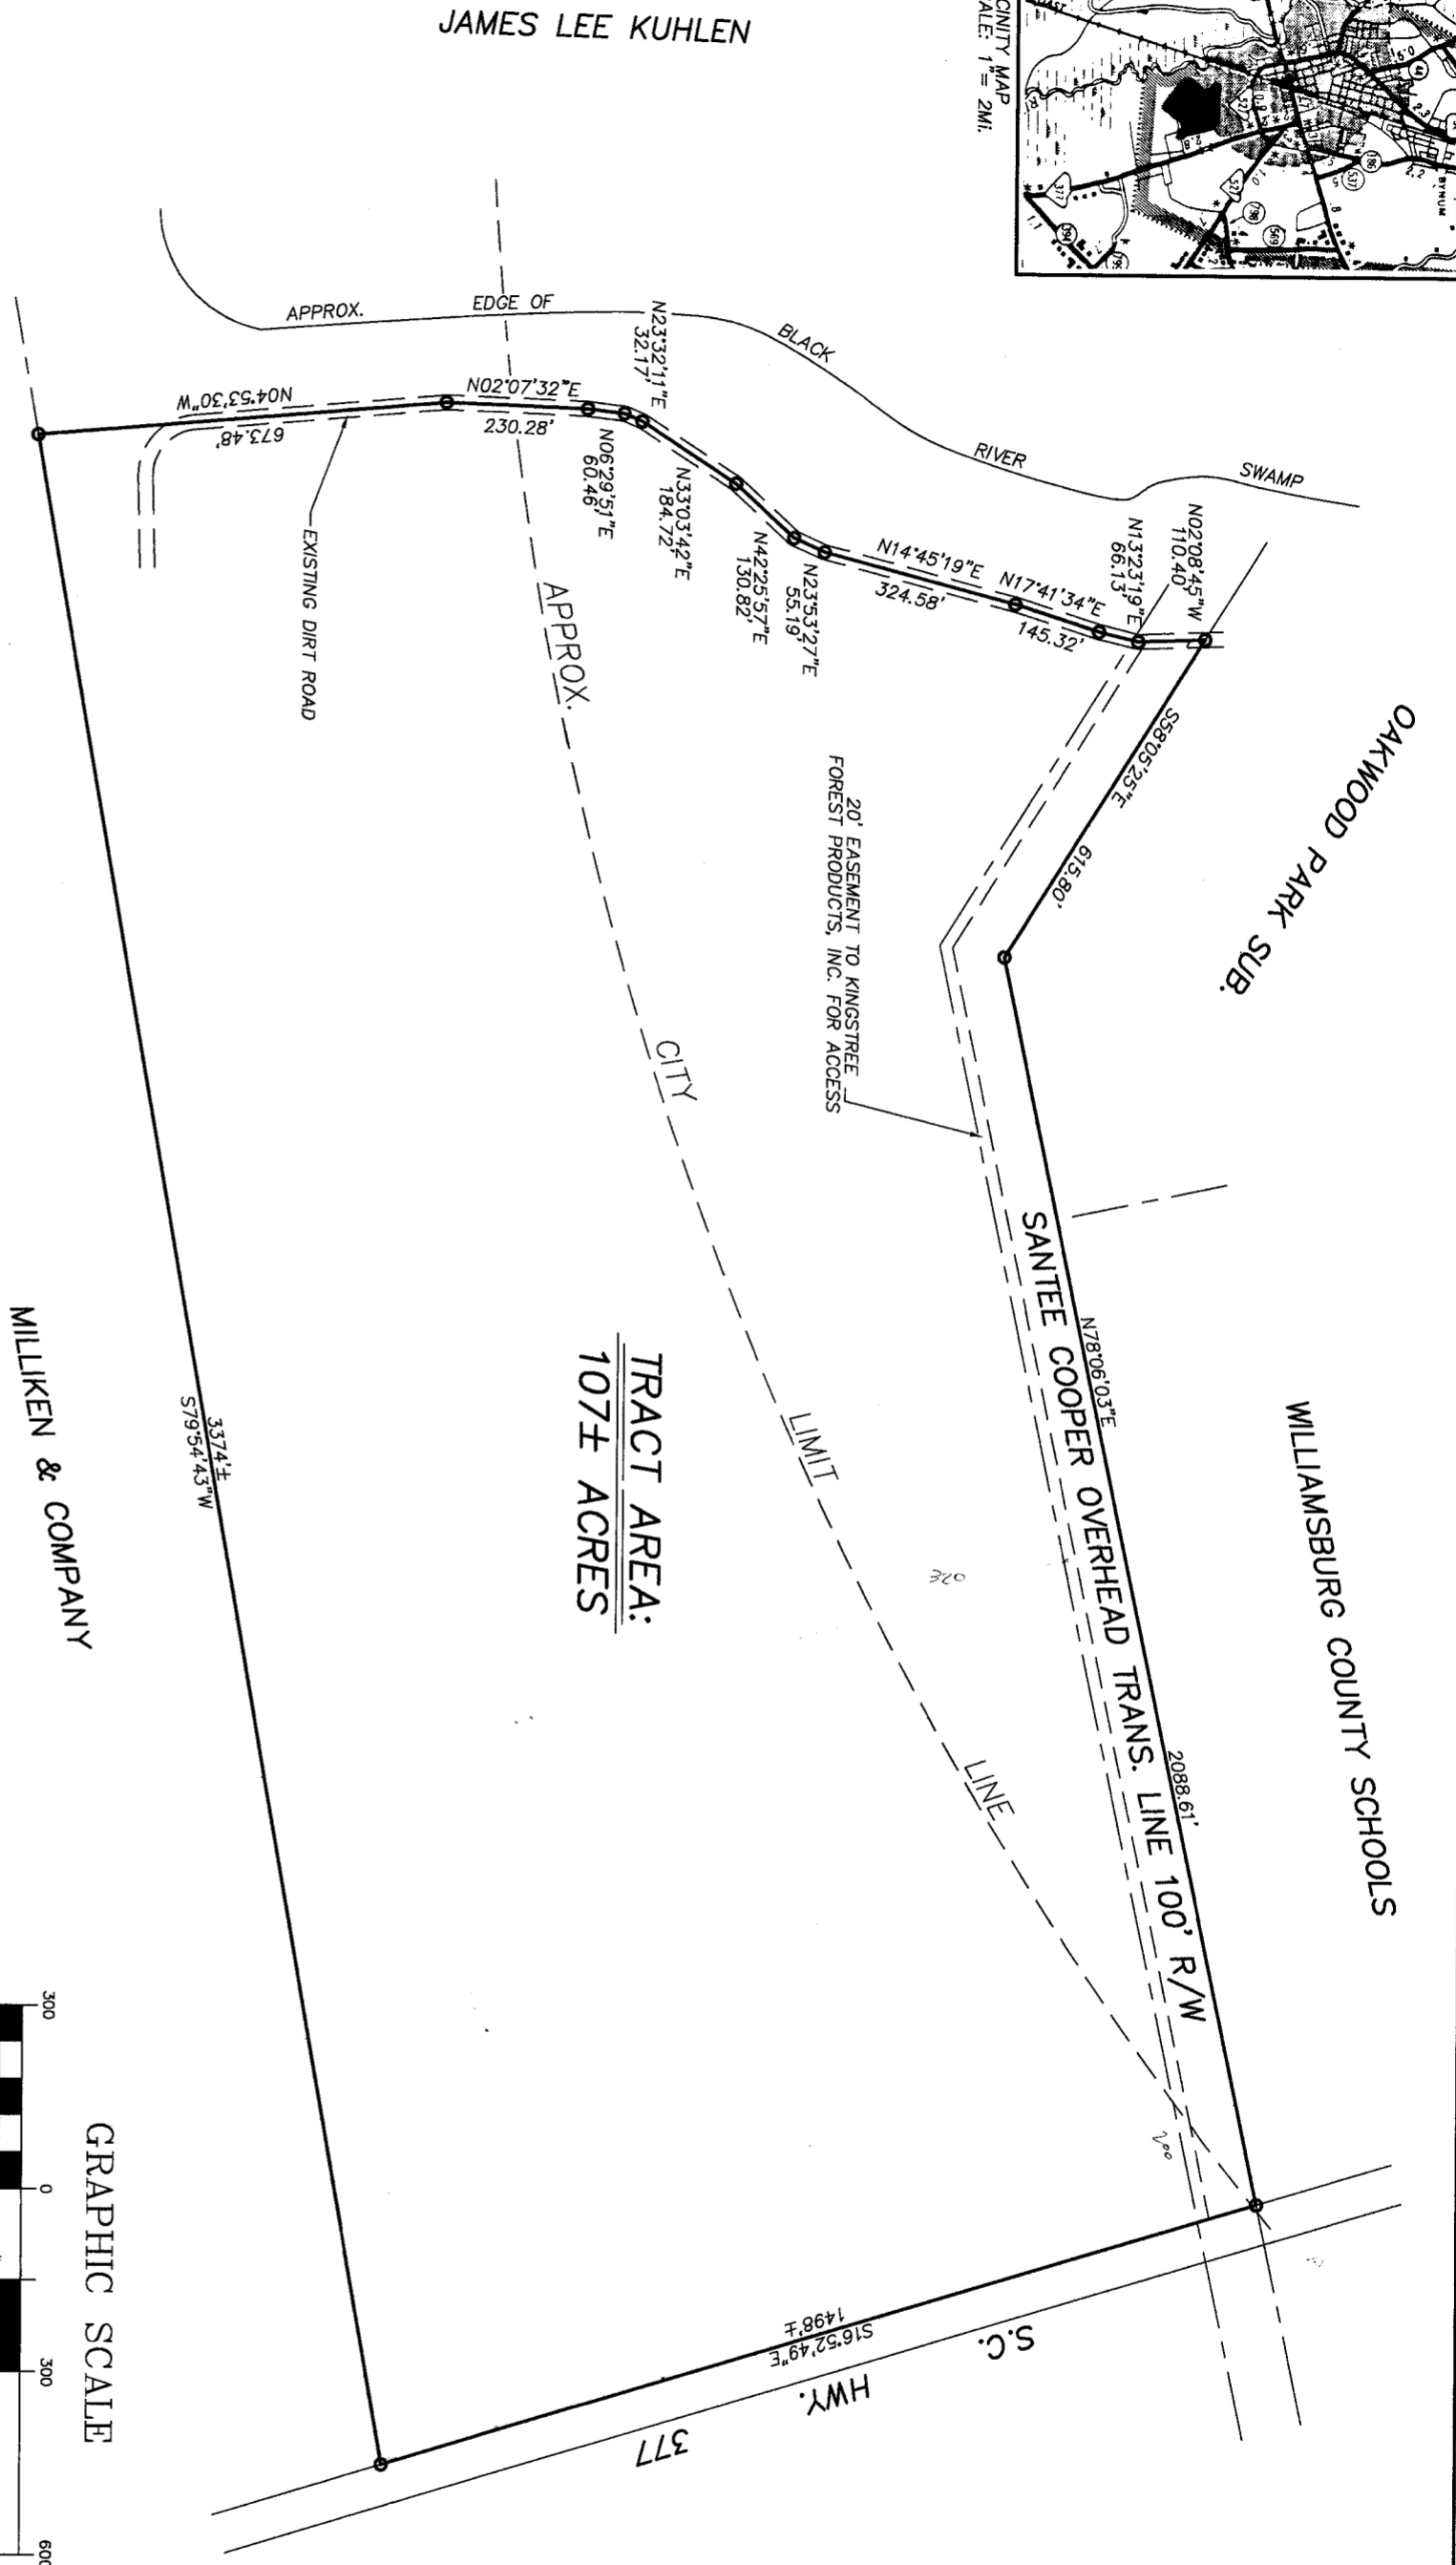 JAMES LEE KUHLEN
CINITY MAP
ALE: 1"= 2Mi.
BYNUM
APPROX. EDGE OF BLACK RIVER SWAMP
N04°53'30"W
673.48'
N02°07'32"E
230.28'
N06°29'51"E
60.46'
N23°32'11"E
32.17'
N33°03'42"E
184.72'
N42°25'57"E
130.82'
N23°53'27"E
55.19'
N14°45'19"E
324.58'
N17°41'34"E
145.32'
N13°23'19"E
66.13'
N02°08'45"W
110.40'
S58°05'25"E
615.80'
OAKWOOD PARK SUB.
EXISTING DIRT ROAD
20' EASEMENT TO KINGSTREE
FOREST PRODUCTS, INC. FOR ACCESS
APPROX. CITY LIMIT LINE
N78°06'03"E
2088.61'
SANTEE COOPER OVERHEAD TRANS. LINE 100' R/W
WILLIAMSBURG COUNTY SCHOOLS
TRACT AREA:
107± ACRES
320
200
3374'±
S79°54'43"W
MILLIKEN & COMPANY
S16°52'49"E
1498'±
S.C. HWY. 377
GRAPHIC SCALE
300 0 300 600